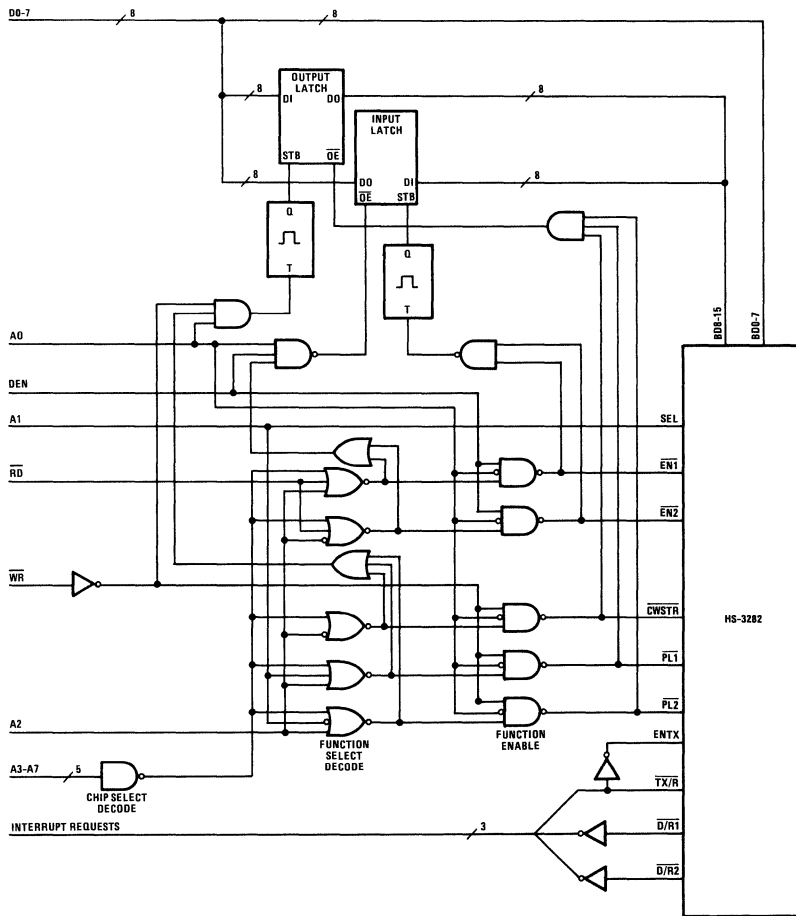 D0-7
8
8
OUTPUT
LATCH
8
DI
DO
8
INPUT
LATCH
STB
OE
8
DO
DI
8
OE
STB
Q
T
Q
T
A0
BD8-15
BD0-7
DEN
A1
SEL
RD
EN1
EN2
WR
CWSTR
HS-3282
PL1
PL2
A2
FUNCTION
SELECT
DECODE
FUNCTION
ENABLE
ENTX
A3-A7
5
TX/R
CHIP SELECT
DECODE
INTERRUPT REQUESTS
3
D/R1
D/R2